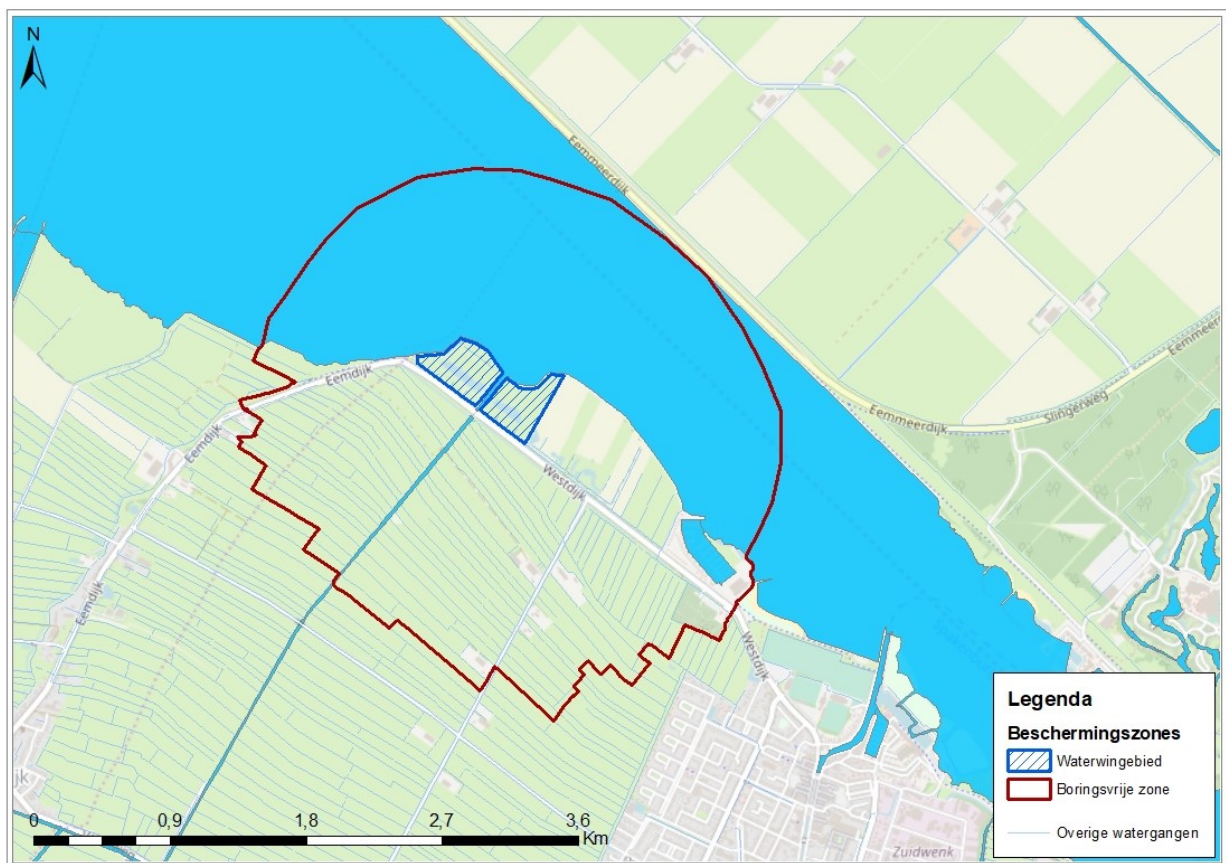 N
Eemmeerdijk
Eemmeerdijk
Eemmeerdijk
Slingerweg
Eemdijk
Eemdijk
Eemdijk
Westdijk
Westdijk
Legenda
Beschermingszones
Waterwingebied
Boringsvrije zone
Overige watergangen
0 0,9 1,8 2,7 3,6
Km
Zuidwenk